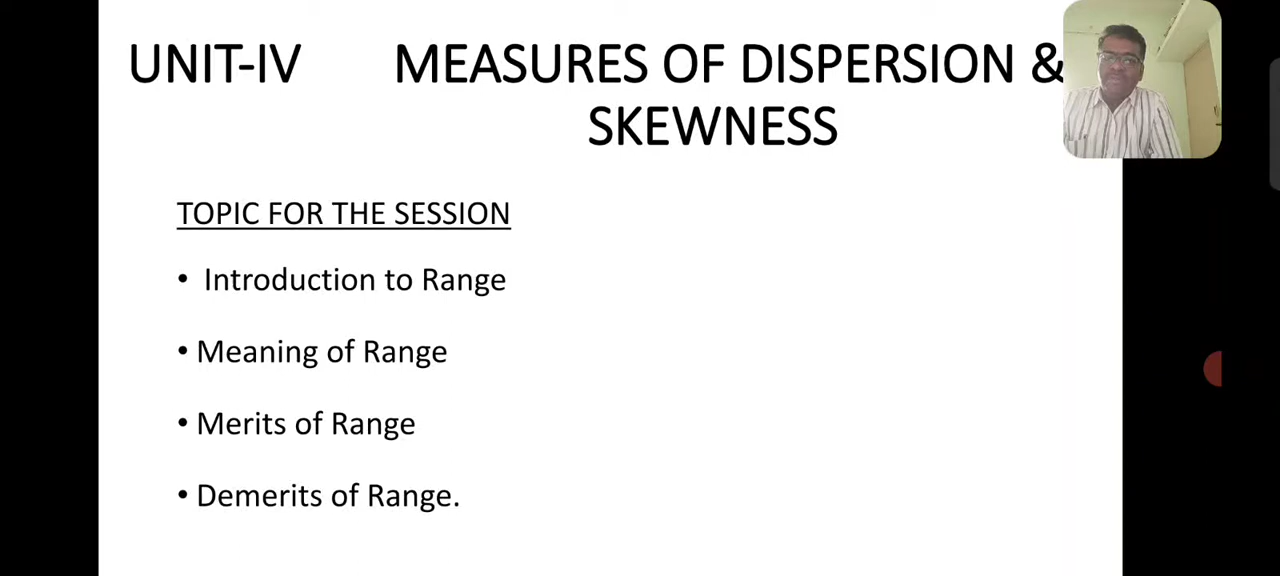 UNIT-IV MEASURES OF DISPERSION &
SKEWNESS
TOPIC FOR THE SESSION
• Introduction to Range
• Meaning of Range
• Merits of Range
• Demerits of Range.